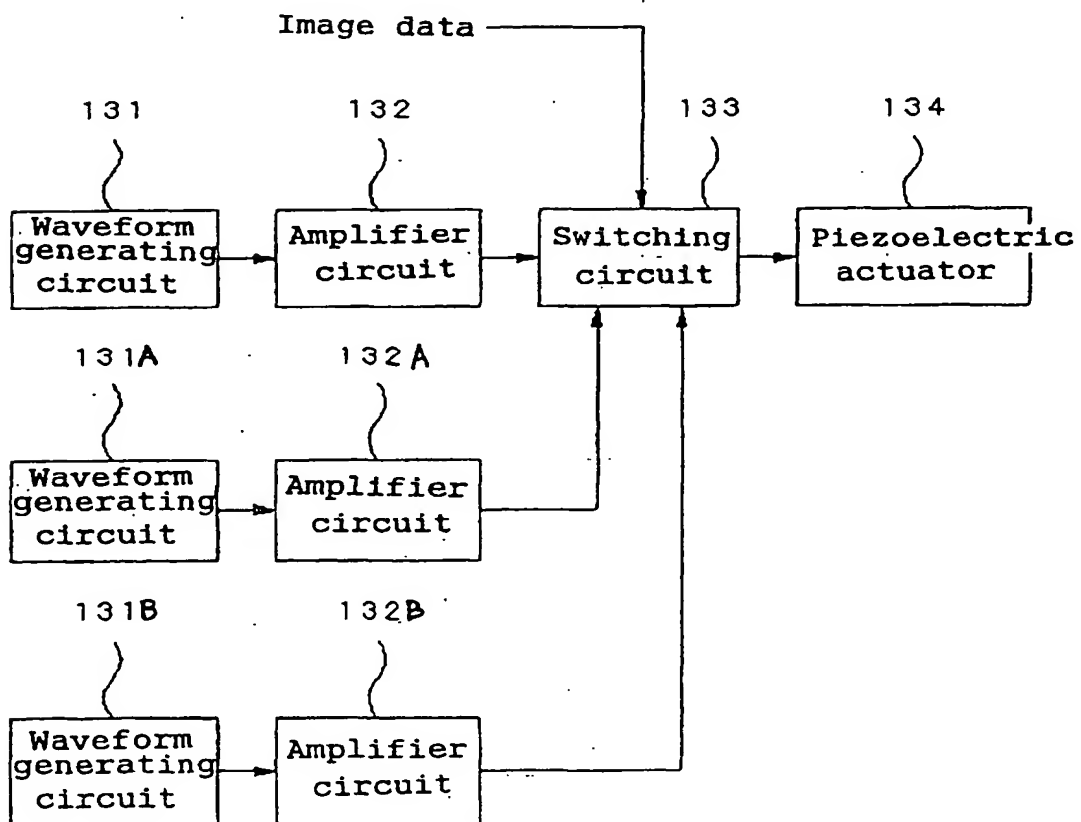 Image data
131
132
133
134
Waveform
generating
circuit
Amplifier
circuit
Switching
circuit
Piezoelectric
actuator
131A
132A
Waveform
generating
circuit
Amplifier
circuit
131B
132B
Waveform
generating
circuit
Amplifier
circuit